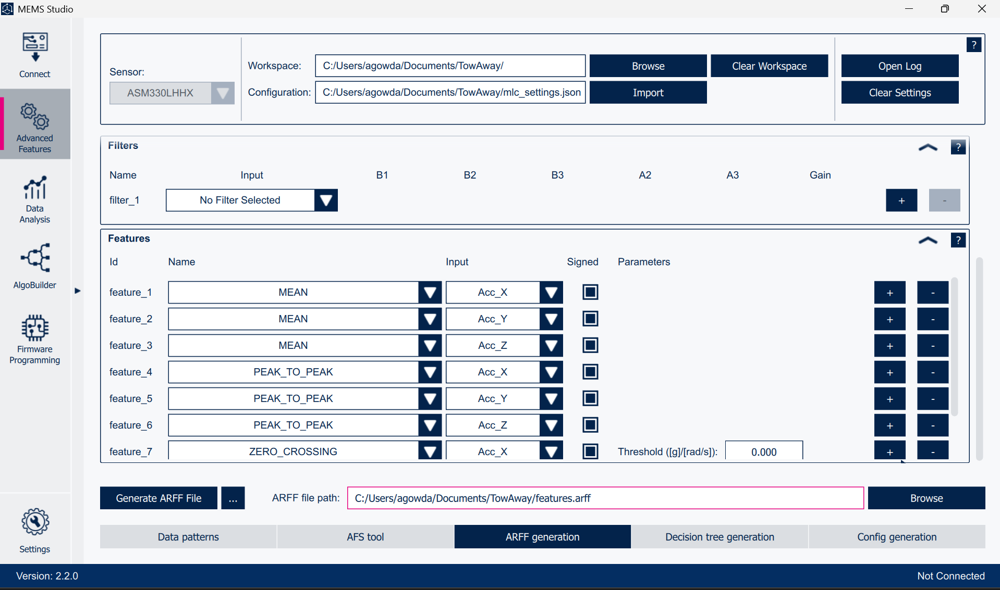 MEMS Studio
Connect
Advanced
Features
Data
Analysis
AlgoBuilder
Firmware
Programming
Settings
Sensor:
ASM330LHHX
Workspace: C:/Users/agowda/Documents/TowAway/ Browse Clear Workspace Open Log ?
Configuration: C:/Users/agowda/Documents/TowAway/mlc_settings.json Import Clear Settings
Filters ?
Name Input B1 B2 B3 A2 A3 Gain
filter_1 No Filter Selected + -
Features ?
Id Name Input Signed Parameters
feature_1 MEAN Acc_X + -
feature_2 MEAN Acc_Y + -
feature_3 MEAN Acc_Z + -
feature_4 PEAK_TO_PEAK Acc_X + -
feature_5 PEAK_TO_PEAK Acc_Y + -
feature_6 PEAK_TO_PEAK Acc_Z + -
feature_7 ZERO_CROSSING Acc_X Threshold ([g]/[rad/s]): 0.000 + -
Generate ARFF File ... ARFF file path: C:/Users/agowda/Documents/TowAway/features.arff Browse
Data patterns AFS tool ARFF generation Decision tree generation Config generation
Version: 2.2.0 Not Connected